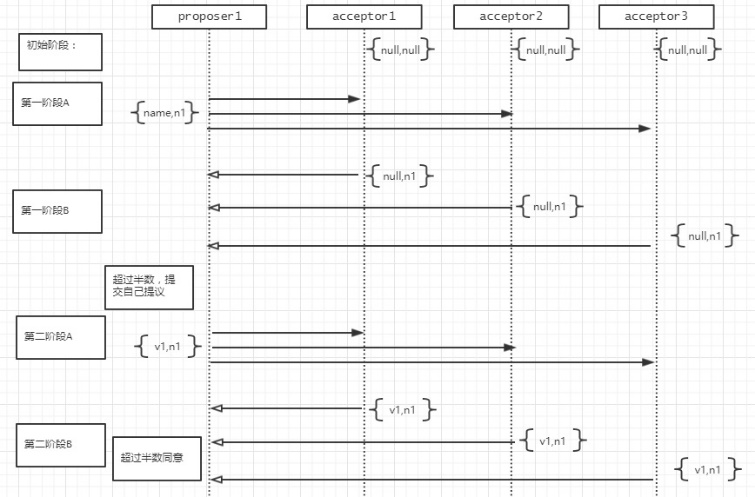 proposer1
acceptor1
acceptor2
acceptor3
初始阶段：
null,null
null,null
null,null
第一阶段A
name,n1
null,n1
第一阶段B
null,n1
null,n1
超过半数，提
交自己提议
第二阶段A
v1,n1
v1,n1
第二阶段B
超过半数同意
v1,n1
v1,n1